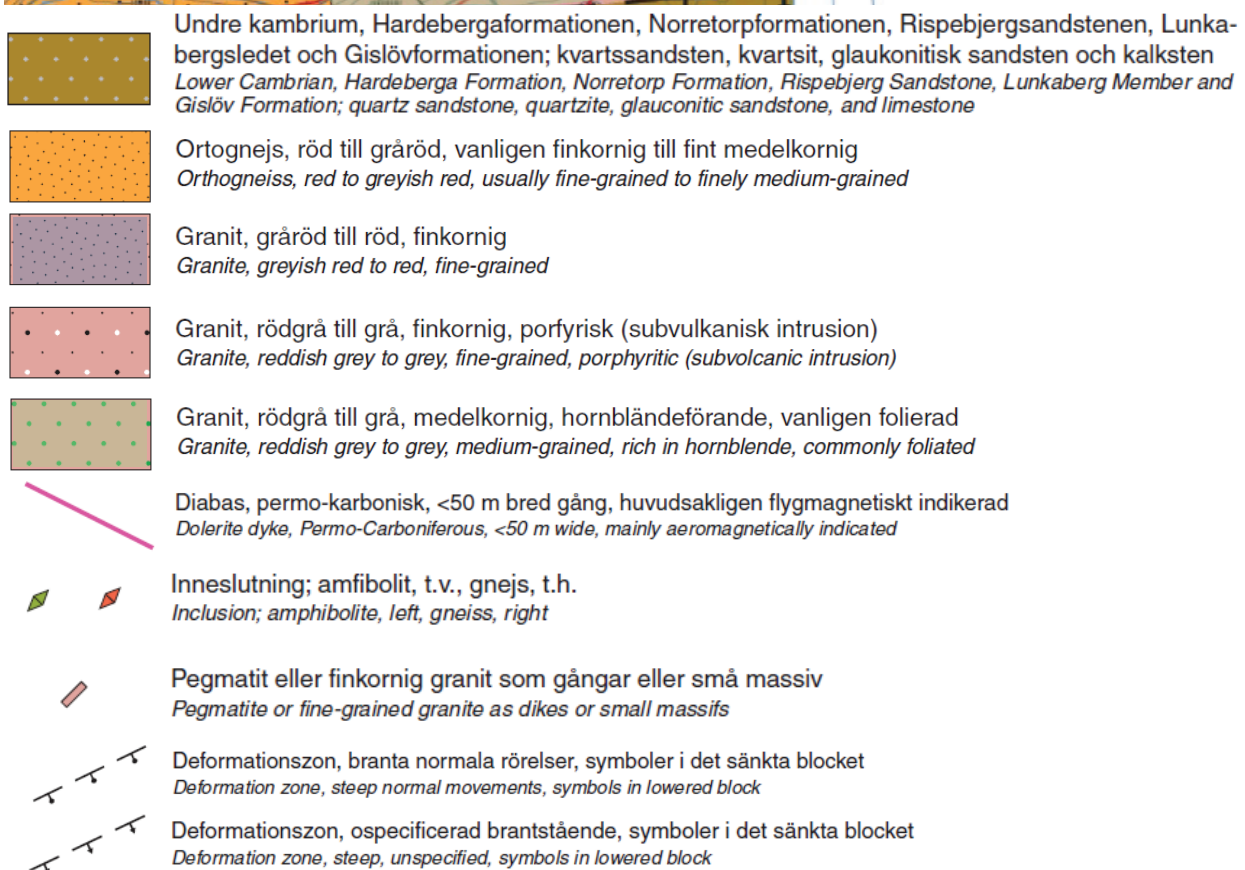 Undre kambrium, Hardebergaformationen, Norretorpformationen, Rispebjergsandstenen, Lunka-
bergsledet och Gislövformationen; kvartssandsten, kvartsit, glaukonitisk sandsten och kalksten
Lower Cambrian, Hardeberga Formation, Norretorp Formation, Rispebjerg Sandstone, Lunkaberg Member and
Gislöv Formation; quartz sandstone, quartzite, glauconitic sandstone, and limestone
Ortognejs, röd till gråröd, vanligen finkornig till fint medelkornig
Orthogneiss, red to greyish red, usually fine-grained to finely medium-grained
Granit, gråröd till röd, finkornig
Granite, greyish red to red, fine-grained
Granit, rödgrå till grå, finkornig, porfyrisk (subvulkanisk intrusion)
Granite, reddish grey to grey, fine-grained, porphyritic (subvolcanic intrusion)
Granit, rödgrå till grå, medelkornig, hornbländeförande, vanligen folierad
Granite, reddish grey to grey, medium-grained, rich in hornblende, commonly foliated
Diabas, permo-karbonisk, <50 m bred gång, huvudsakligen flygmagnetiskt indikerad
Dolerite dyke, Permo-Carboniferous, <50 m wide, mainly aeromagnetically indicated
Inneslutning; amfibolit, t.v., gnejs, t.h.
Inclusion; amphibolite, left, gneiss, right
Pegmatit eller finkornig granit som gångar eller små massiv
Pegmatite or fine-grained granite as dikes or small massifs
Deformationszon, branta normala rörelser, symboler i det sänkta blocket
Deformation zone, steep normal movements, symbols in lowered block
Deformationszon, ospecificerad brantstående, symboler i det sänkta blocket
Deformation zone, steep, unspecified, symbols in lowered block